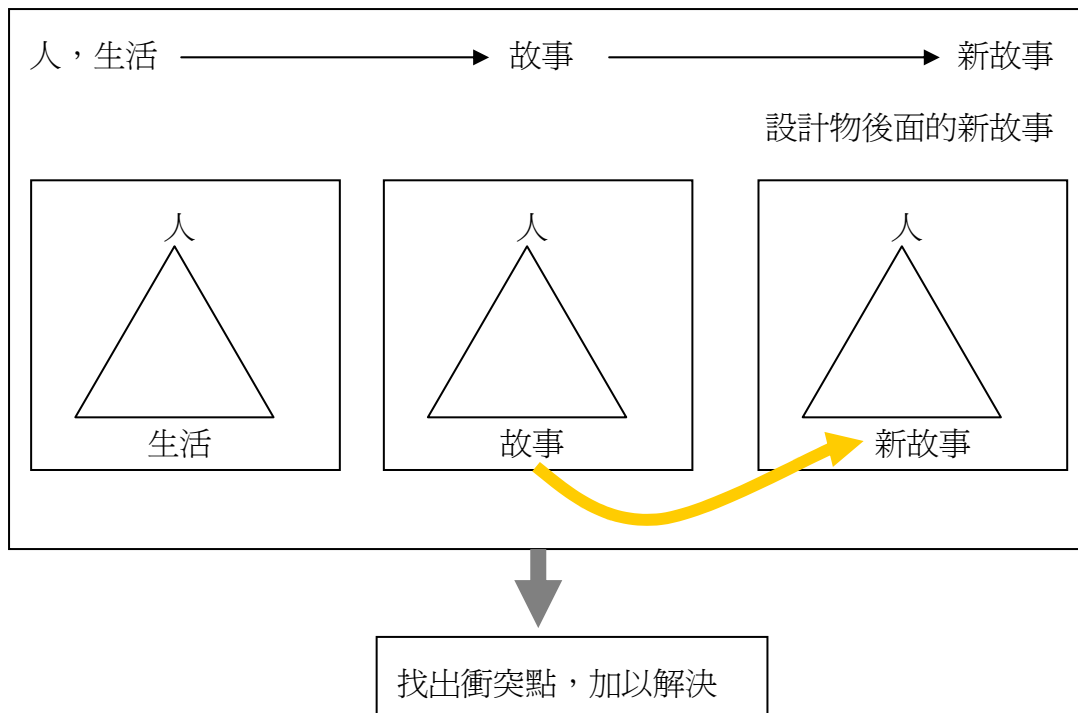 人，生活 故事 新故事
設計物後面的新故事
人 人 人
生活 故事 新故事
找出衝突點，加以解決